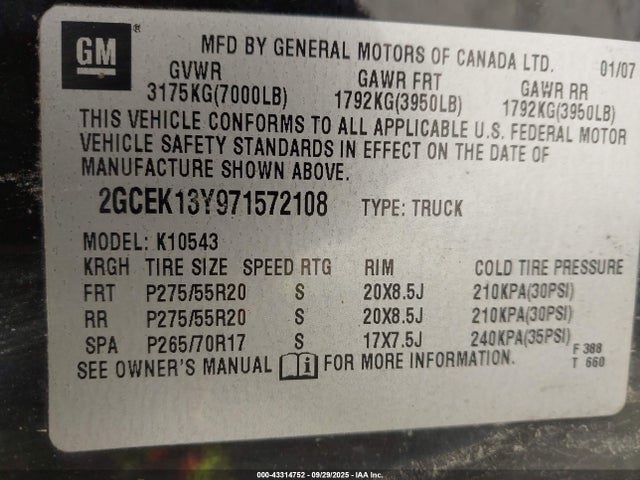 GM
MFD BY GENERAL MOTORS OF CANADA LTD. 01/07
GVWR GAWR FRT GAWR RR
3175KG(7000LB) 1792KG(3950LB) 1792KG(3950LB)
THIS VEHICLE CONFORMS TO ALL APPLICABLE U.S. FEDERAL MOTOR
VEHICLE SAFETY STANDARDS IN EFFECT ON THE DATE OF
MANUFACTURE SHOWN ABOVE.
2GCEK13Y971572108 TYPE: TRUCK
MODEL: K10543
KRGH TIRE SIZE SPEED RTG RIM COLD TIRE PRESSURE
FRT P275/55R20 S 20X8.5J 210KPA(30PSI)
RR P275/55R20 S 20X8.5J 210KPA(30PSI)
SPA P265/70R17 S 17X7.5J 240KPA(35PSI)
SEE OWNER'S MANUAL i FOR MORE INFORMATION.
F 388
T 660
000-43314752 - 09/29/2025 - IAA Inc.